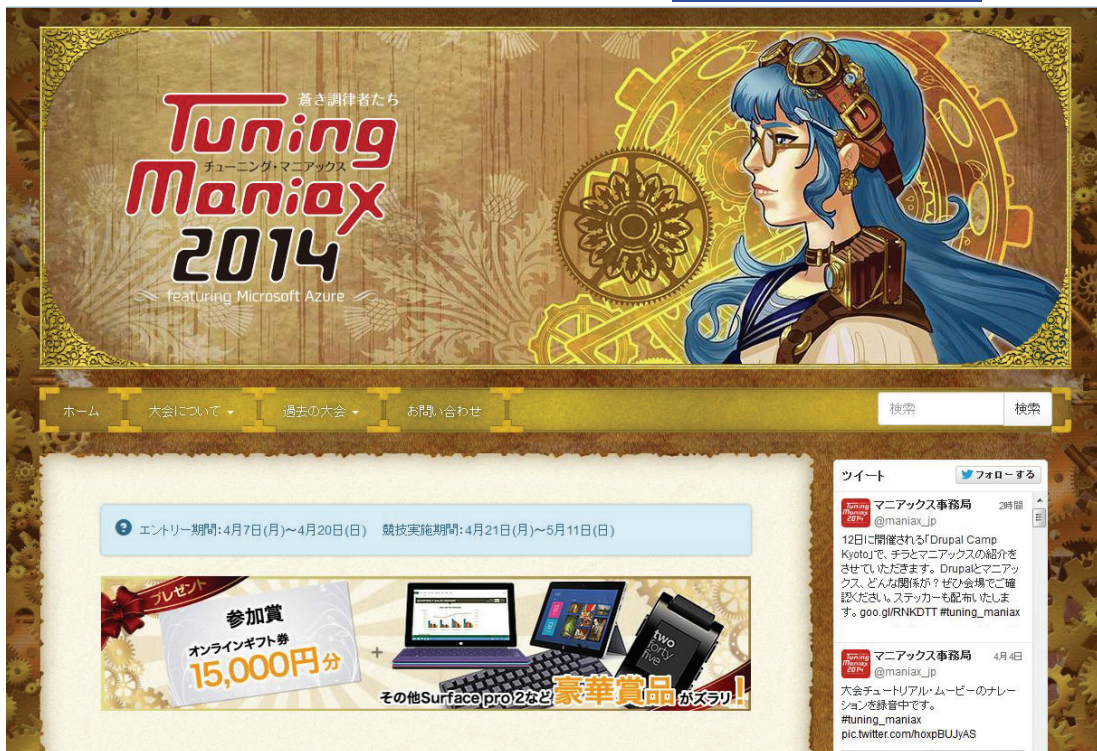 蒼き調律者たち
Tuning
チューニング・マニアックス
Maniax
2014
featuring Microsoft Azure
ホーム 大会について 過去の大会 お問い合わせ 検索 検索
エントリー期間:4月7日(月)～4月20日(日) 競技実施期間:4月21日(月)～5月11日(日)
プレゼント
参加賞
オンラインギフト券
15,000円分
+
two
forty
five
その他Surface pro 2など豪華賞品がズラリ!
ツイート フォローする
マニアックス事務局 2時間
@maniax_jp
12日に開催される「Drupal Camp
Kyoto」で、チラとマニアックスの紹介を
させていただきます。Drupalとマニアッ
クス、どんな関係が?ぜひ会場でご確
認ください。ステッカーも配布いたしま
す。goo.gl/RNKDTT #tuning_maniax
マニアックス事務局 4月4日
@maniax_jp
大会チュートリアル・ムービーのナレー
ションを録音中です。
#tuning_maniax
pic.twitter.com/hoxpBUJyAS